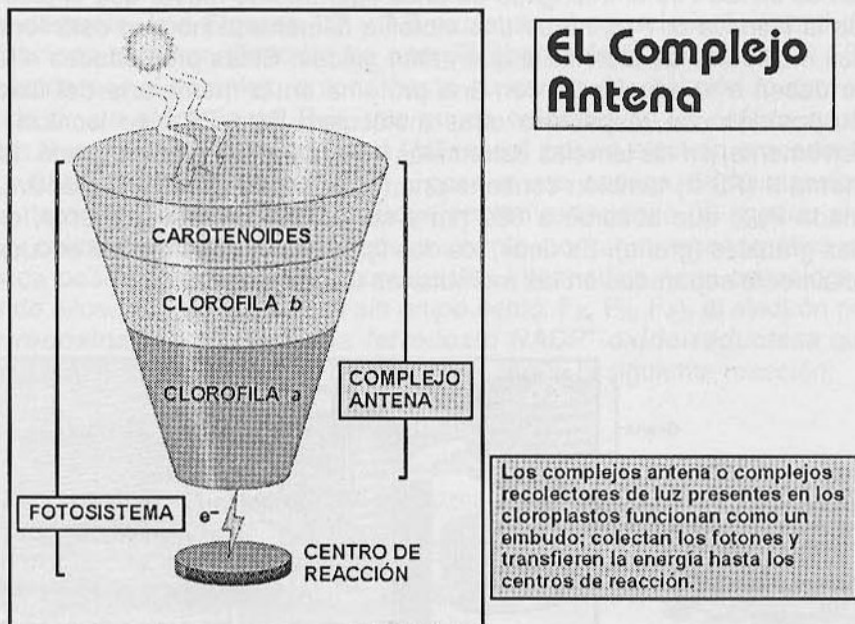 EL Complejo
Antena
CAROTENOIDES
CLOROFILA b
CLOROFILA a
COMPLEJO
ANTENA
FOTOSISTEMA
e⁻
CENTRO DE
REACCIÓN
Los complejos antena o complejos
recolectores de luz presentes en los
cloroplastos funcionan como un
embudo; colectan los fotones y
transfieren la energía hasta los
centros de reacción.